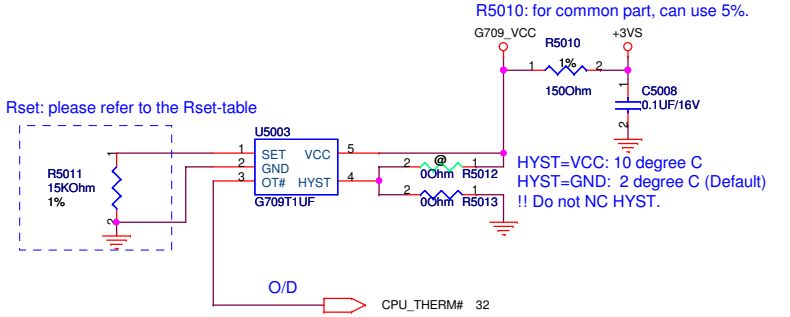 R5010: for common part, can use 5%.
G709_VCC
R5010
+3VS
1
1%
2
150Ohm
1
C5008
0.1UF/16V
2
Rset: please refer to the Rset-table
U5003
1
SET
VCC
5
2
GND
3
OT#
HYST
4
G709T1UF
R5011
15KOhm
1%
1
2
2
@
1
0Ohm
R5012
2
1
0Ohm
R5013
HYST=VCC: 10 degree C
HYST=GND: 2 degree C (Default)
!! Do not NC HYST.
O/D
CPU_THERM# 32